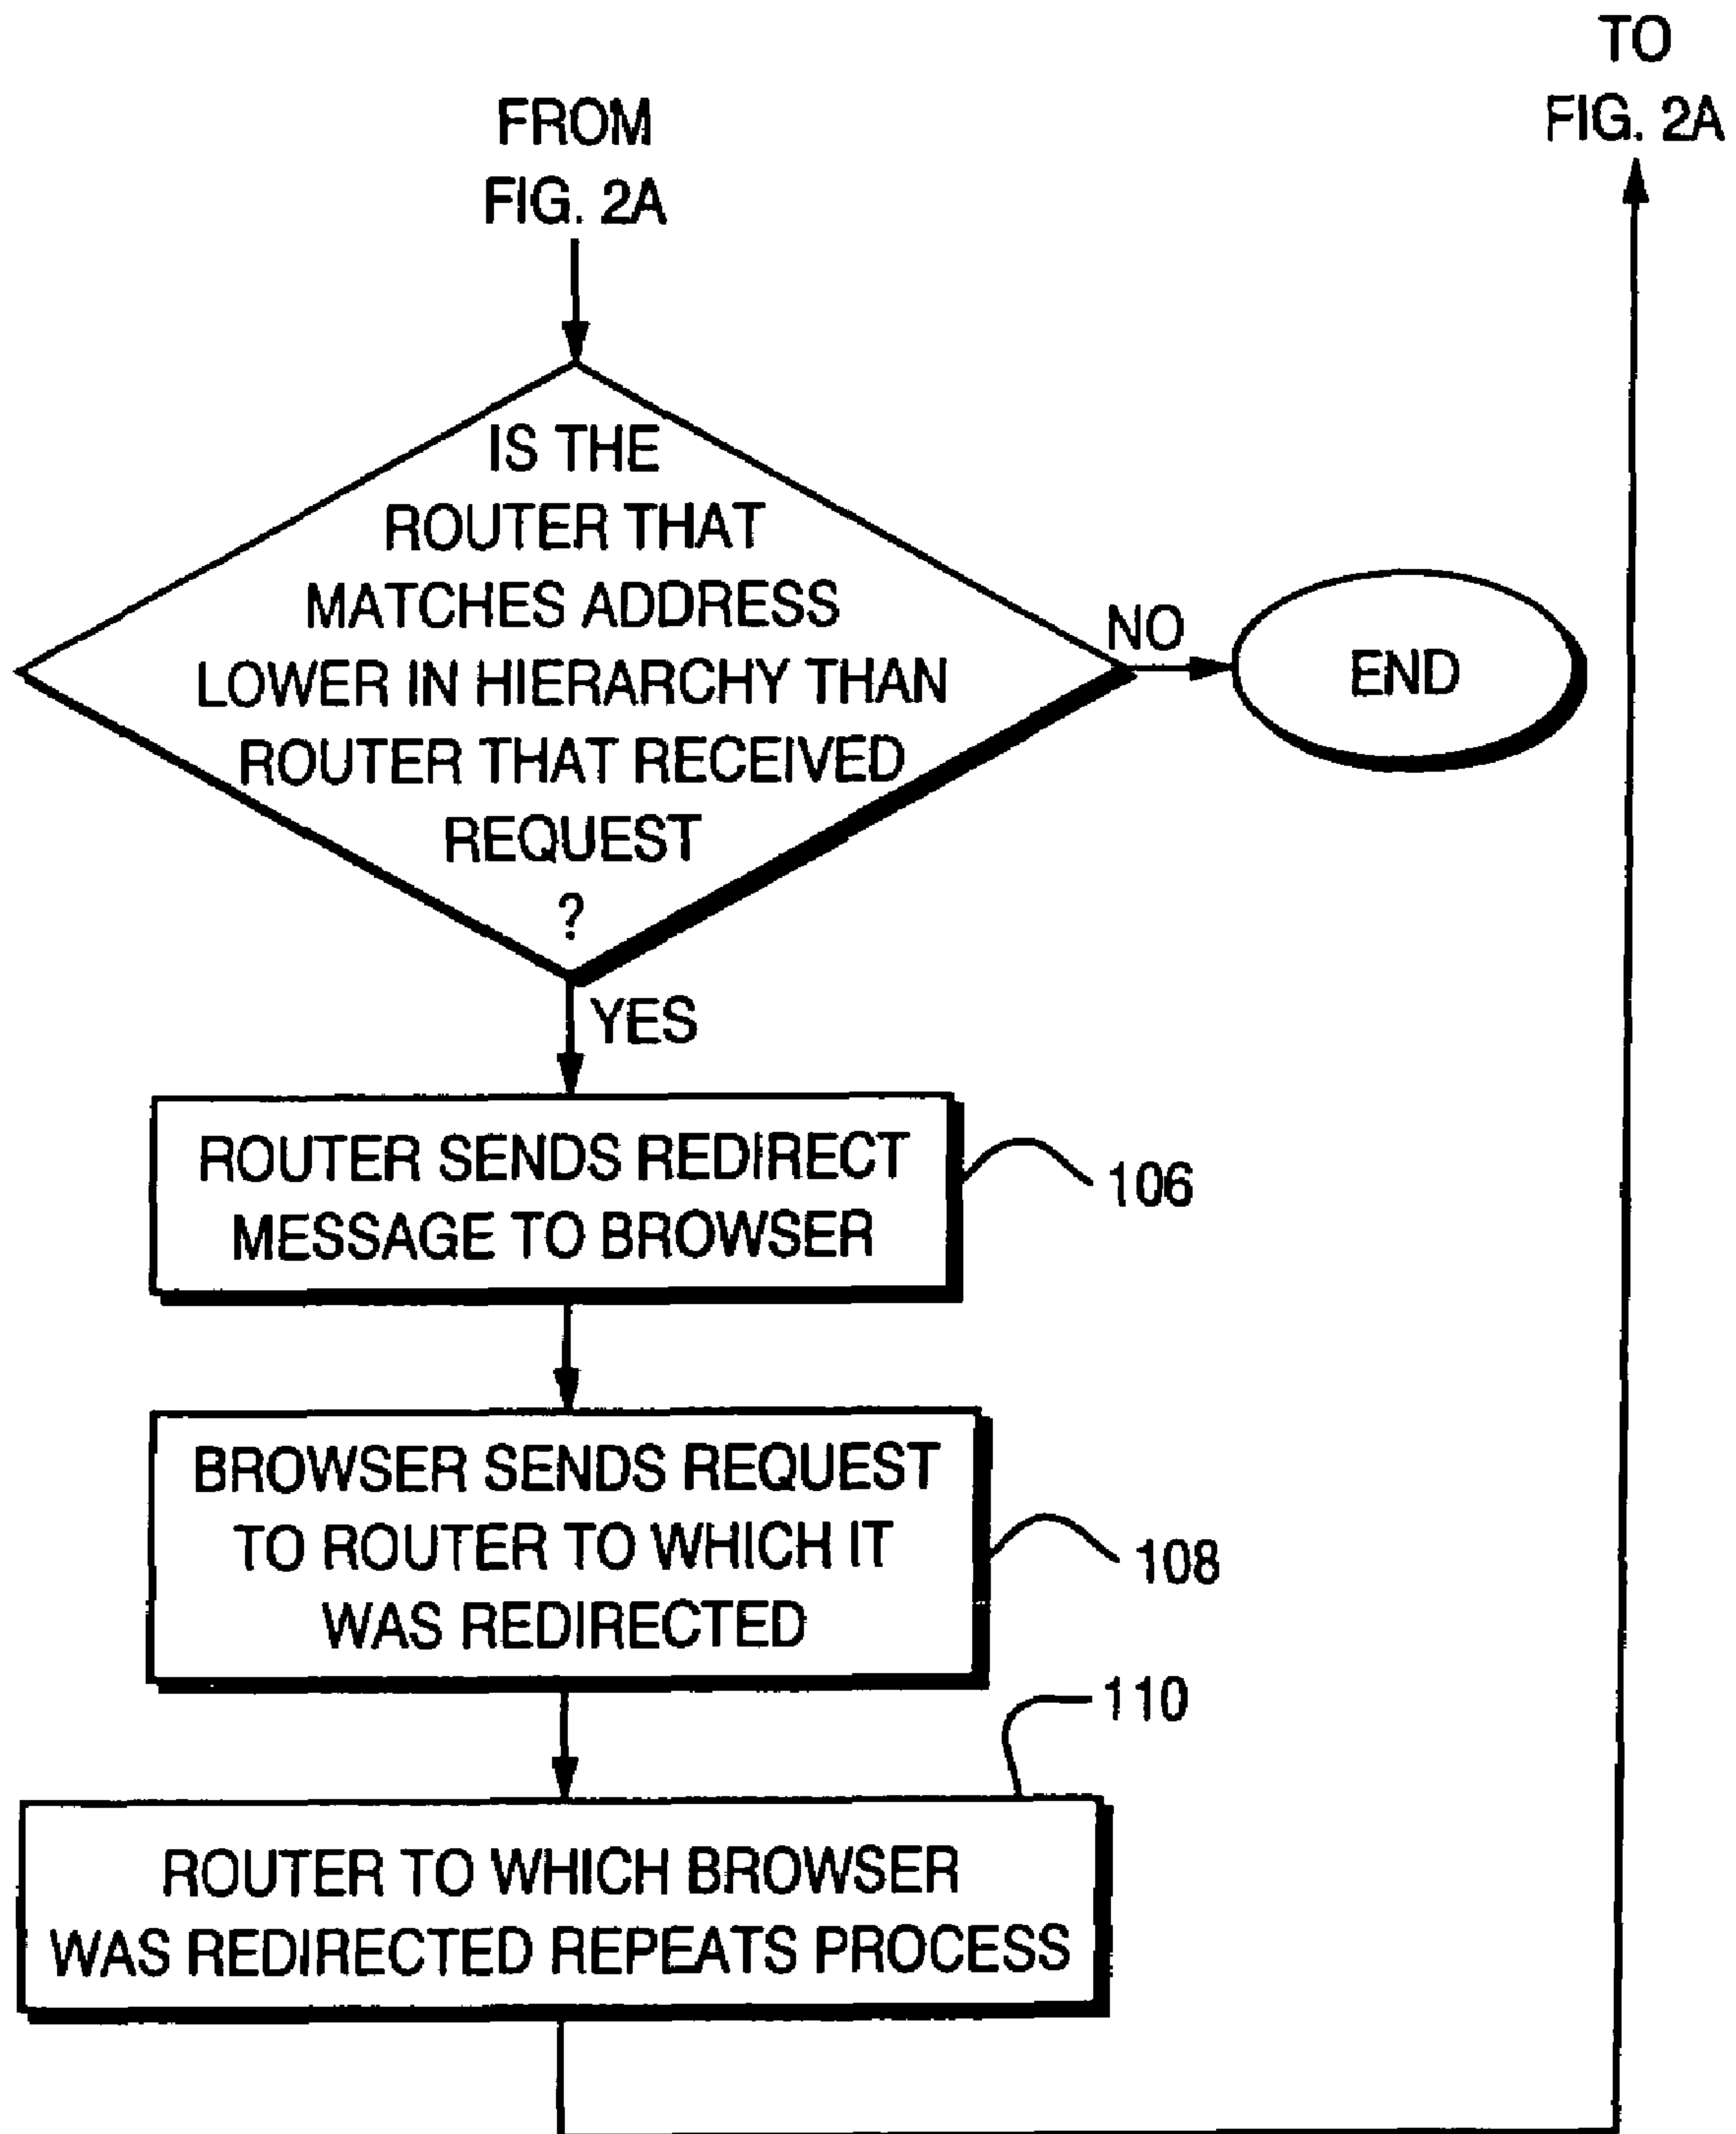 TO
FIG. 2A
FROM
FIG. 2A
IS THE
ROUTER THAT
MATCHES ADDRESS
LOWER IN HIERARCHY THAN
ROUTER THAT RECEIVED
REQUEST
?
NO
END
YES
ROUTER SENDS REDIRECT
MESSAGE TO BROWSER
106
BROWSER SENDS REQUEST
TO ROUTER TO WHICH IT
WAS REDIRECTED
108
110
ROUTER TO WHICH BROWSER
WAS REDIRECTED REPEATS PROCESS